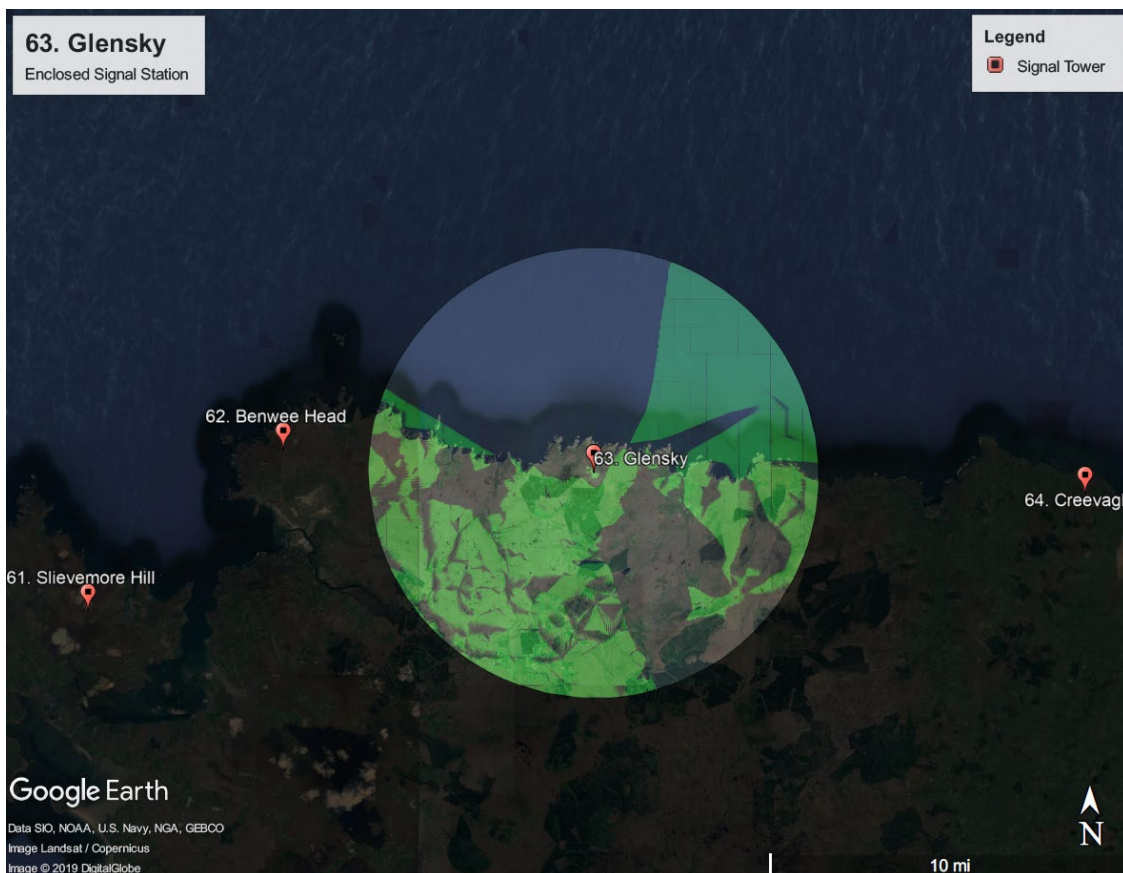 63. Glensky
Enclosed Signal Station
Legend
Signal Tower
62. Benwee Head
63. Glensky
64. Creevagh
61. Slievemore Hill
Google Earth
Data SIO, NOAA, U.S. Navy, NGA, GEBCO
Image Landsat / Copernicus
Image © 2019 DigitalGlobe
N
10 mi